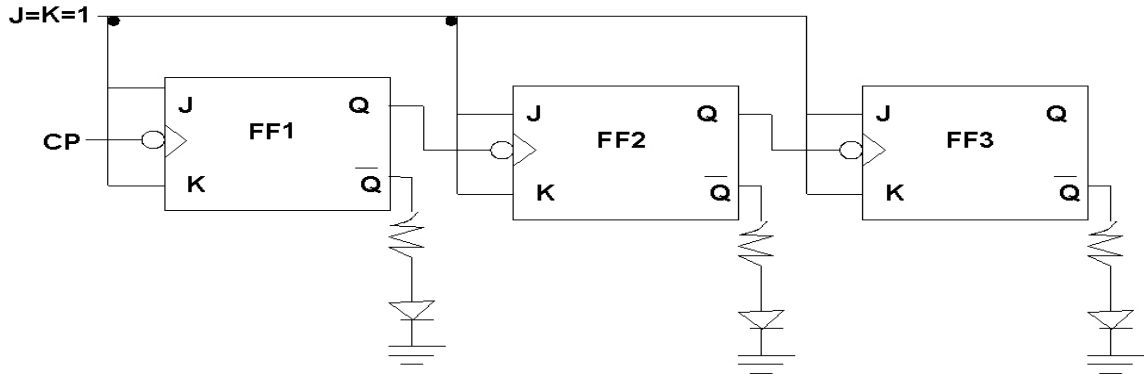 J=K=1
J Q
FF1
CP
K Q̅
J Q
FF2
K Q̅
J Q
FF3
K Q̅